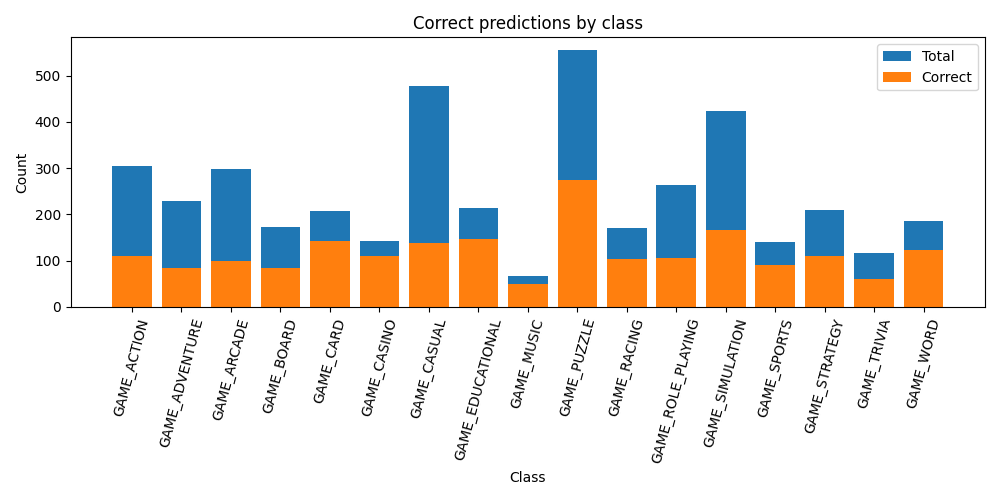 Correct predictions by class
Total
Correct
Count
500
400
300
200
100
0
GAME_ACTION
GAME_ADVENTURE
GAME_ARCADE
GAME_BOARD
GAME_CARD
GAME_CASINO
GAME_CASUAL
GAME_EDUCATIONAL
GAME_MUSIC
GAME_PUZZLE
GAME_RACING
GAME_ROLE_PLAYING
GAME_SIMULATION
GAME_SPORTS
GAME_STRATEGY
GAME_TRIVIA
GAME_WORD
Class